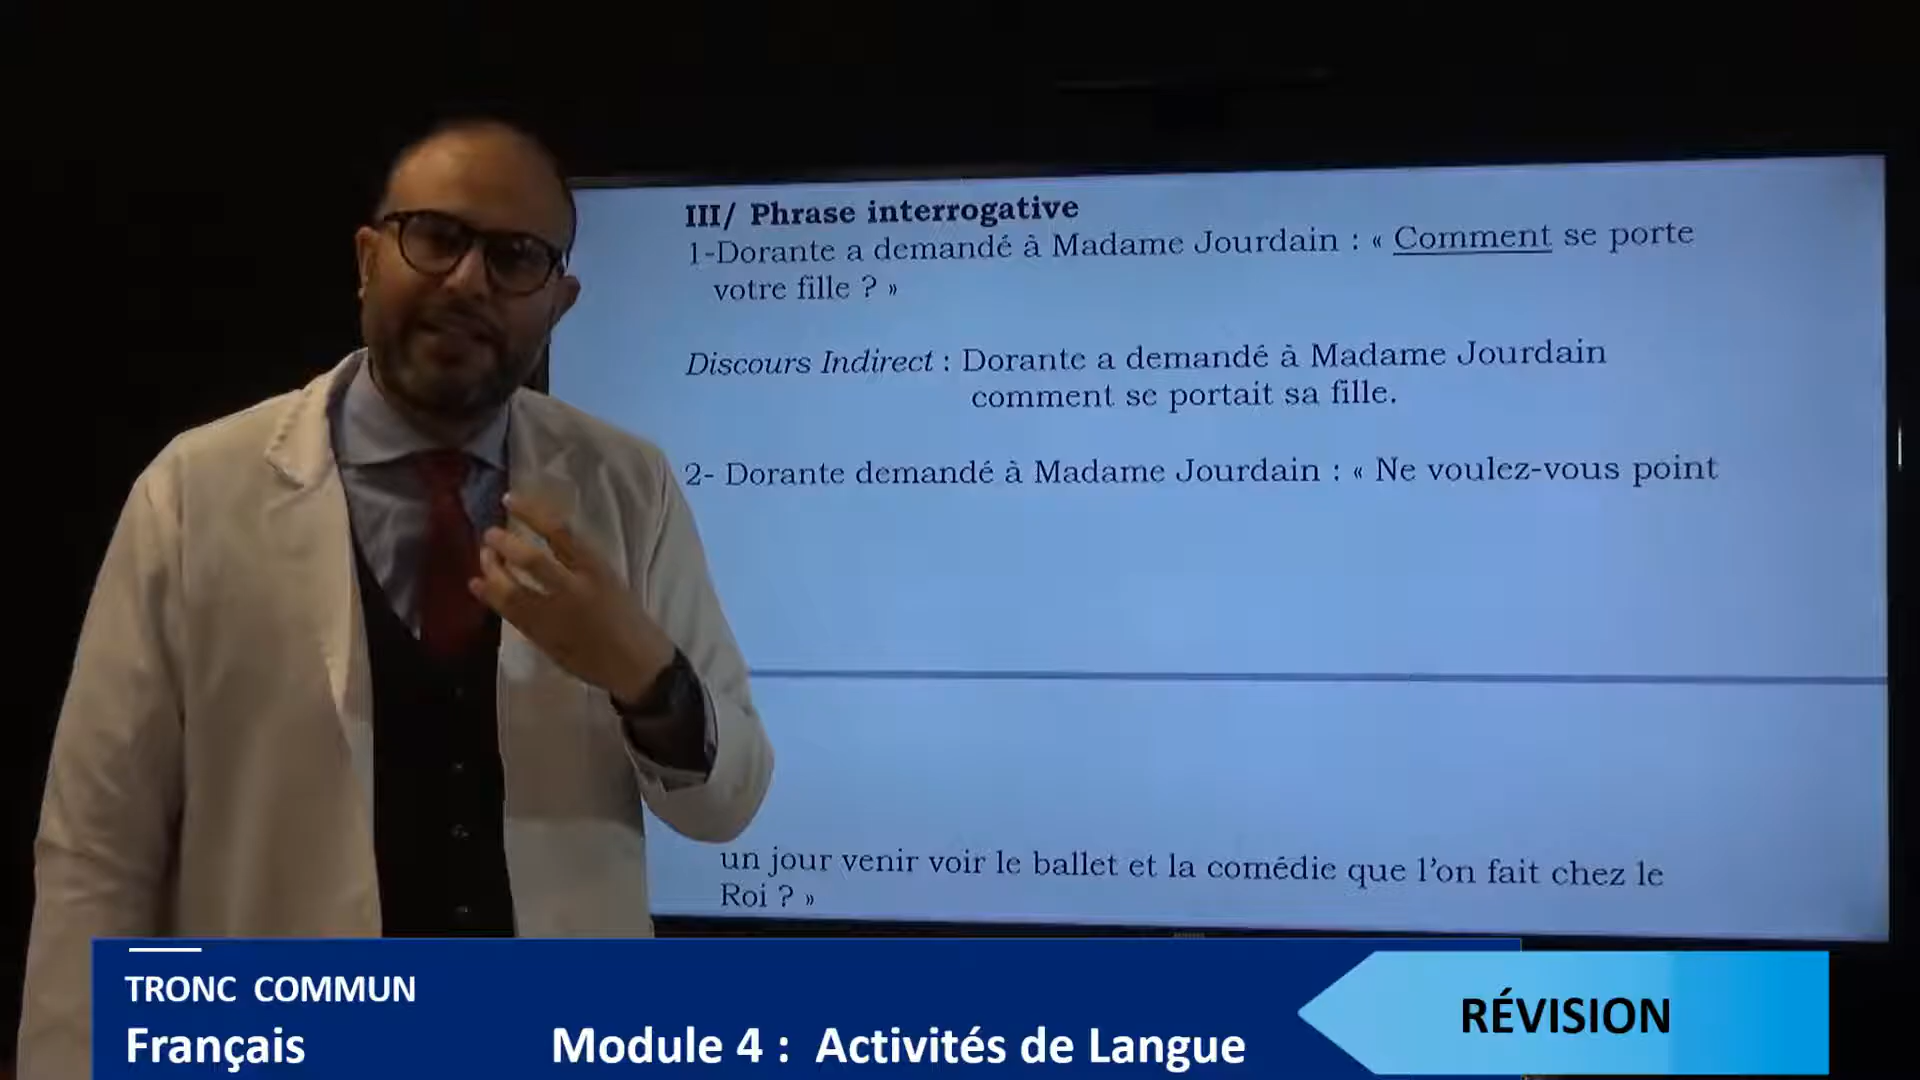 III/ Phrase interrogative
1-Dorante a demandé à Madame Jourdain : « Comment se porte
votre fille ? »
Discours Indirect : Dorante a demandé à Madame Jourdain
comment se portait sa fille.
2- Dorante demandé à Madame Jourdain : « Ne voulez-vous point
un jour venir voir le ballet et la comédie que l'on fait chez le
Roi ? »
TRONC COMMUN
Français
Module 4 : Activités de Langue
RÉVISION